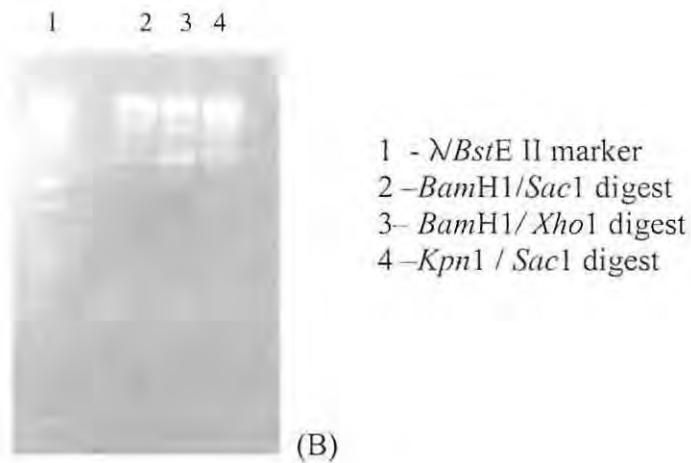 1 2 3 4
1 - λ/BstE II marker
2 –BamH1/Sac1 digest
3– BamH1/ Xho1 digest
4 –Kpn1 / Sac1 digest
(B)